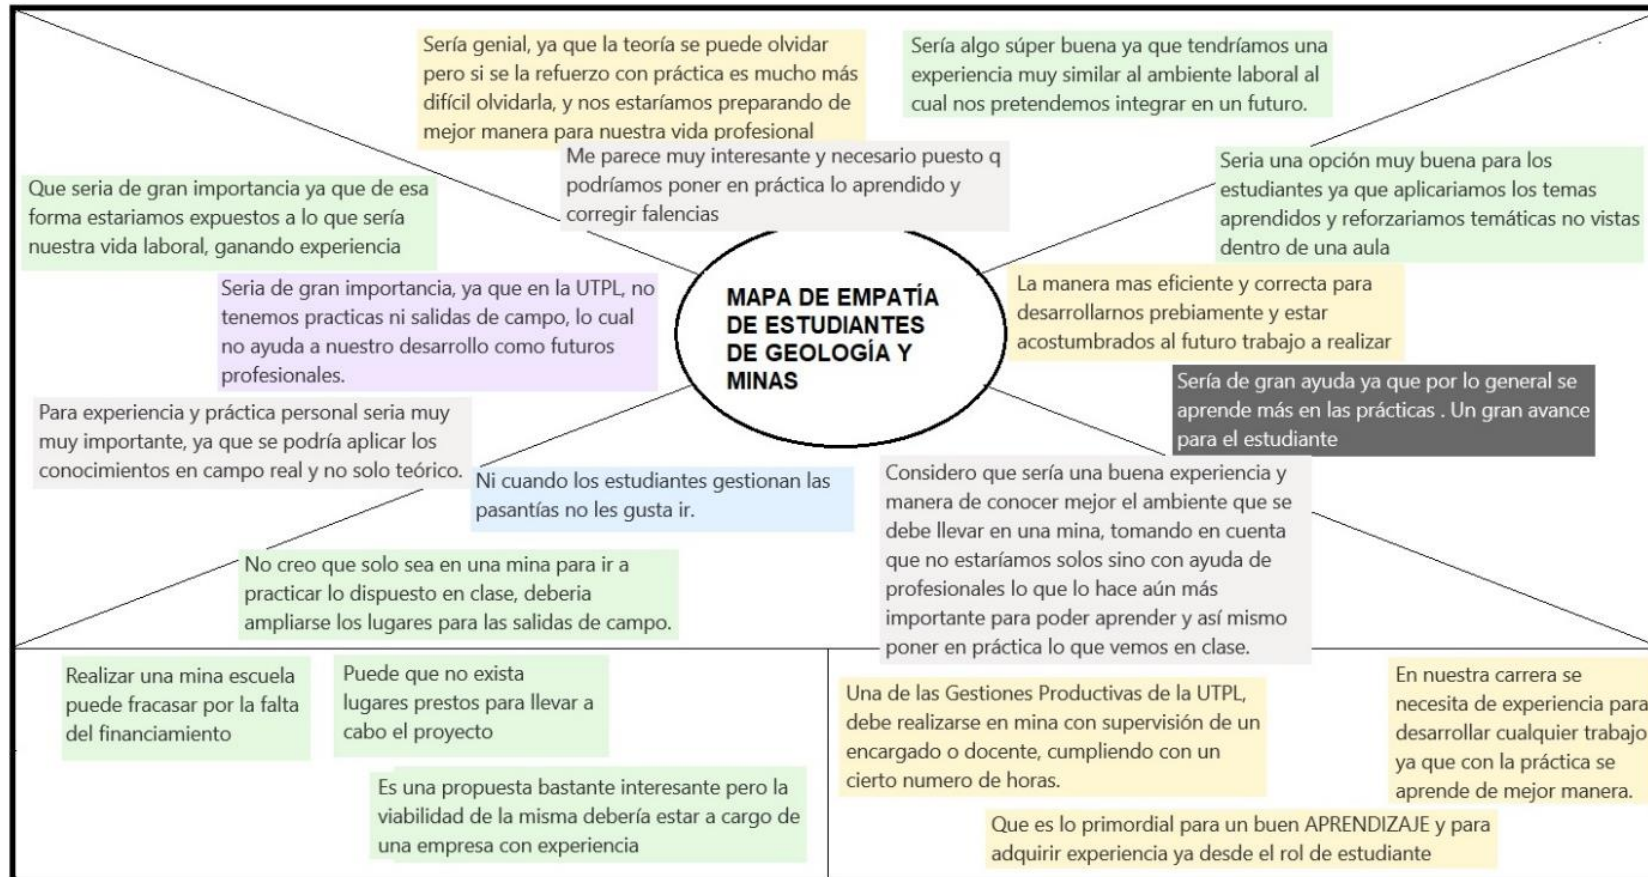 Sería genial, ya que la teoría se puede olvidar
pero si se la refuerzo con práctica es mucho más
difícil olvidarla, y nos estaríamos preparando de
mejor manera para nuestra vida profesional
Sería algo súper buena ya que tendríamos una
experiencia muy similar al ambiente laboral al
cual nos pretendemos integrar en un futuro.
Me parece muy interesante y necesario puesto q
podríamos poner en práctica lo aprendido y
corregir falencias
Que seria de gran importancia ya que de esa
forma estariamos expuestos a lo que sería
nuestra vida laboral, ganando experiencia
Seria una opción muy buena para los
estudiantes ya que aplicariamos los temas
aprendidos y reforzariamos temáticas no vistas
dentro de una aula
Seria de gran importancia, ya que en la UTPL, no
tenemos practicas ni salidas de campo, lo cual
no ayuda a nuestro desarrollo como futuros
profesionales.
MAPA DE EMPATÍA
DE ESTUDIANTES
DE GEOLOGÍA Y
MINAS
La manera mas eficiente y correcta para
desarrollarnos prebiamente y estar
acostumbrados al futuro trabajo a realizar
Sería de gran ayuda ya que por lo general se
aprende más en las prácticas . Un gran avance
para el estudiante
Para experiencia y práctica personal seria muy
muy importante, ya que se podría aplicar los
conocimientos en campo real y no solo teórico.
Ni cuando los estudiantes gestionan las
pasantías no les gusta ir.
Considero que sería una buena experiencia y
manera de conocer mejor el ambiente que se
debe llevar en una mina, tomando en cuenta
que no estaríamos solos sino con ayuda de
profesionales lo que lo hace aún más
importante para poder aprender y así mismo
poner en práctica lo que vemos en clase.
No creo que solo sea en una mina para ir a
practicar lo dispuesto en clase, deberia
ampliarse los lugares para las salidas de campo.
Realizar una mina escuela
puede fracasar por la falta
del financiamiento
Puede que no exista
lugares prestos para llevar a
cabo el proyecto
Es una propuesta bastante interesante pero la
viabilidad de la misma debería estar a cargo de
una empresa con experiencia
Una de las Gestiones Productivas de la UTPL,
debe realizarse en mina con supervisión de un
encargado o docente, cumpliendo con un
cierto numero de horas.
En nuestra carrera se
necesita de experiencia para
desarrollar cualquier trabajo
ya que con la práctica se
aprende de mejor manera.
Que es lo primordial para un buen APRENDIZAJE y para
adquirir experiencia ya desde el rol de estudiante